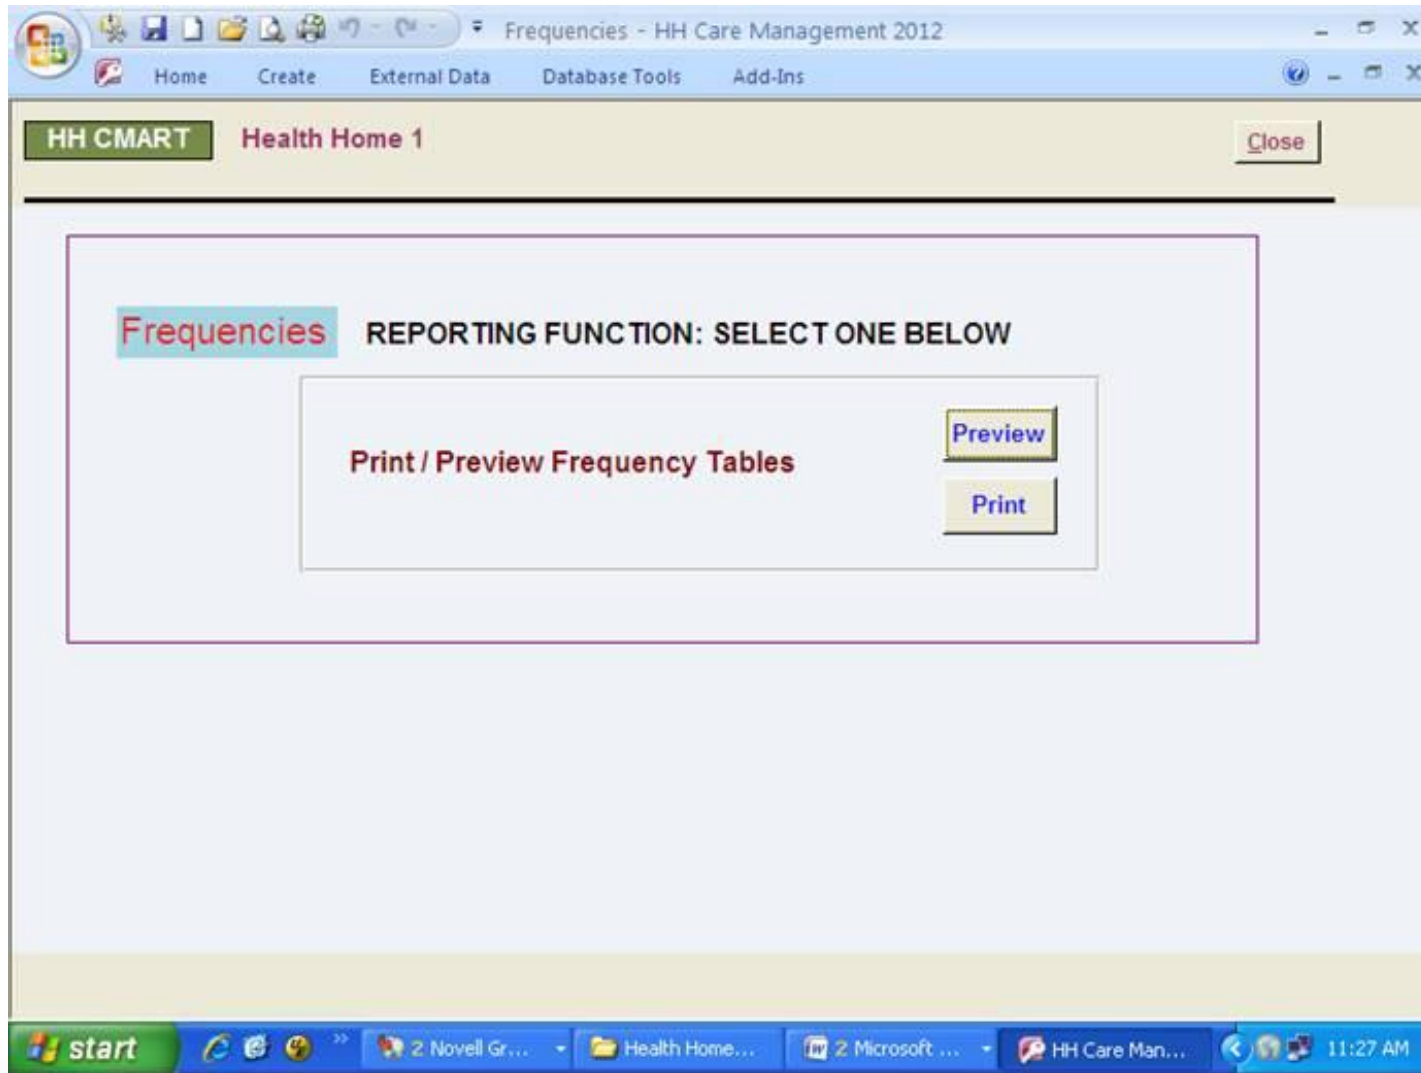 Frequencies - HH Care Management 2012
Home Create External Data Database Tools Add-Ins
HH CMART Health Home 1 Close
Frequencies REPORTING FUNCTION: SELECT ONE BELOW
Preview
Print / Preview Frequency Tables
Print
start 2 Novell Gr... Health Home... 2 Microsoft ... HH Care Man... 11:27 AM